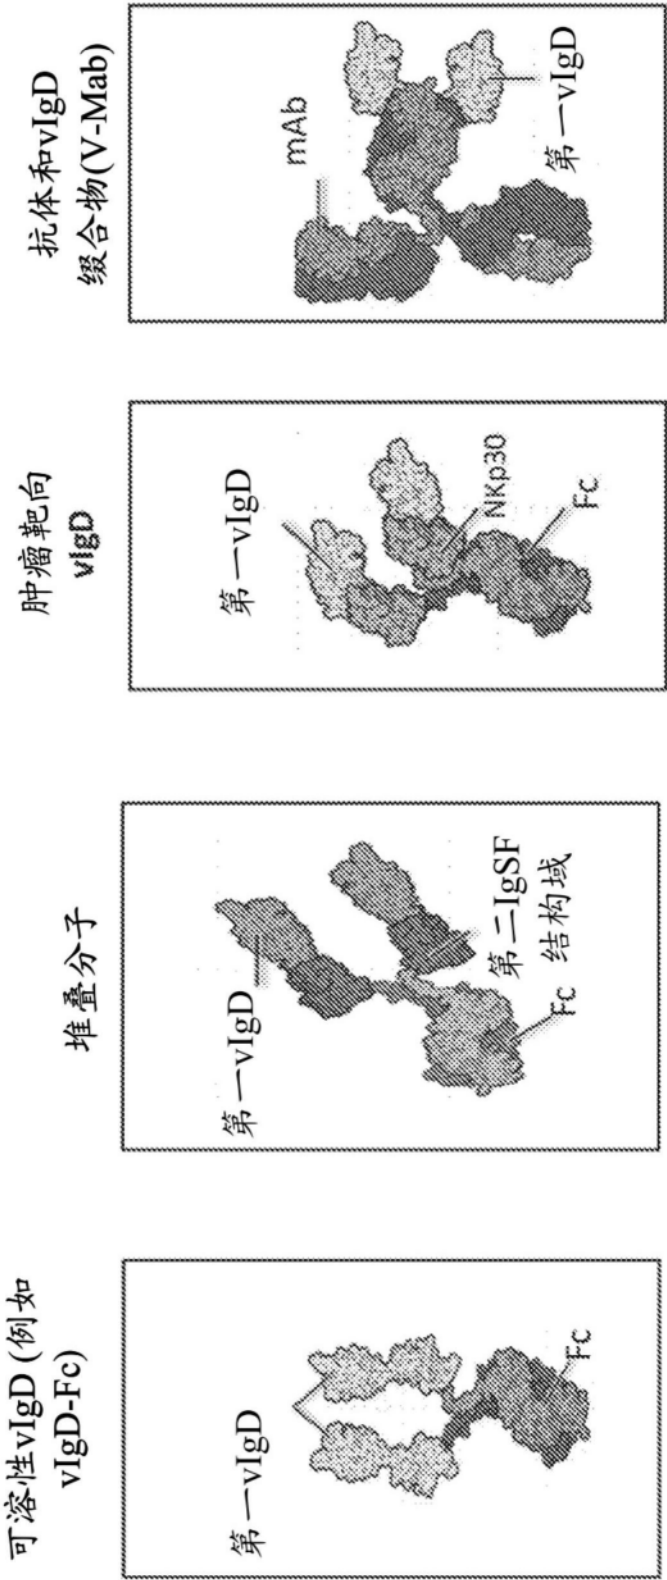 可溶性vIgD (例如
vIgD-Fc)
第一vIgD
Fc
堆叠分子
第一vIgD
第二IgSF
结构域
Fc
肿瘤靶向
vIgD
第一vIgD
NKp30
Fc
抗体和vIgD
缀合物(V-Mab)
mAb
第一vIgD